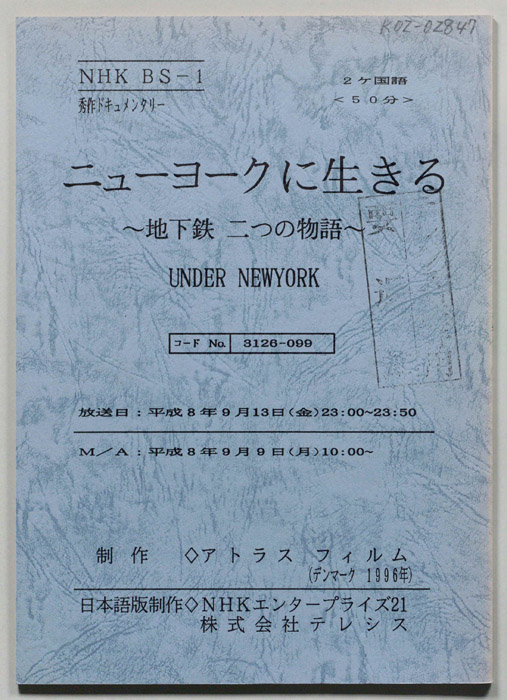 KOZ-02847
NHK BS-1
2ケ国語
秀作ドキュメンタリー
<50分>
ニューヨークに生きる
～地下鉄 二つの物語～
UNDER NEWYORK
コード No. 3126-099
放送日：平成8年9月13日(金)23:00~23:50
M／A：平成8年9月9日(月)10:00~
制作 ◇アトラス フィルム
(デンマーク 1996年)
日本語版制作◇NHKエンタープライズ21
株式会社テレシス